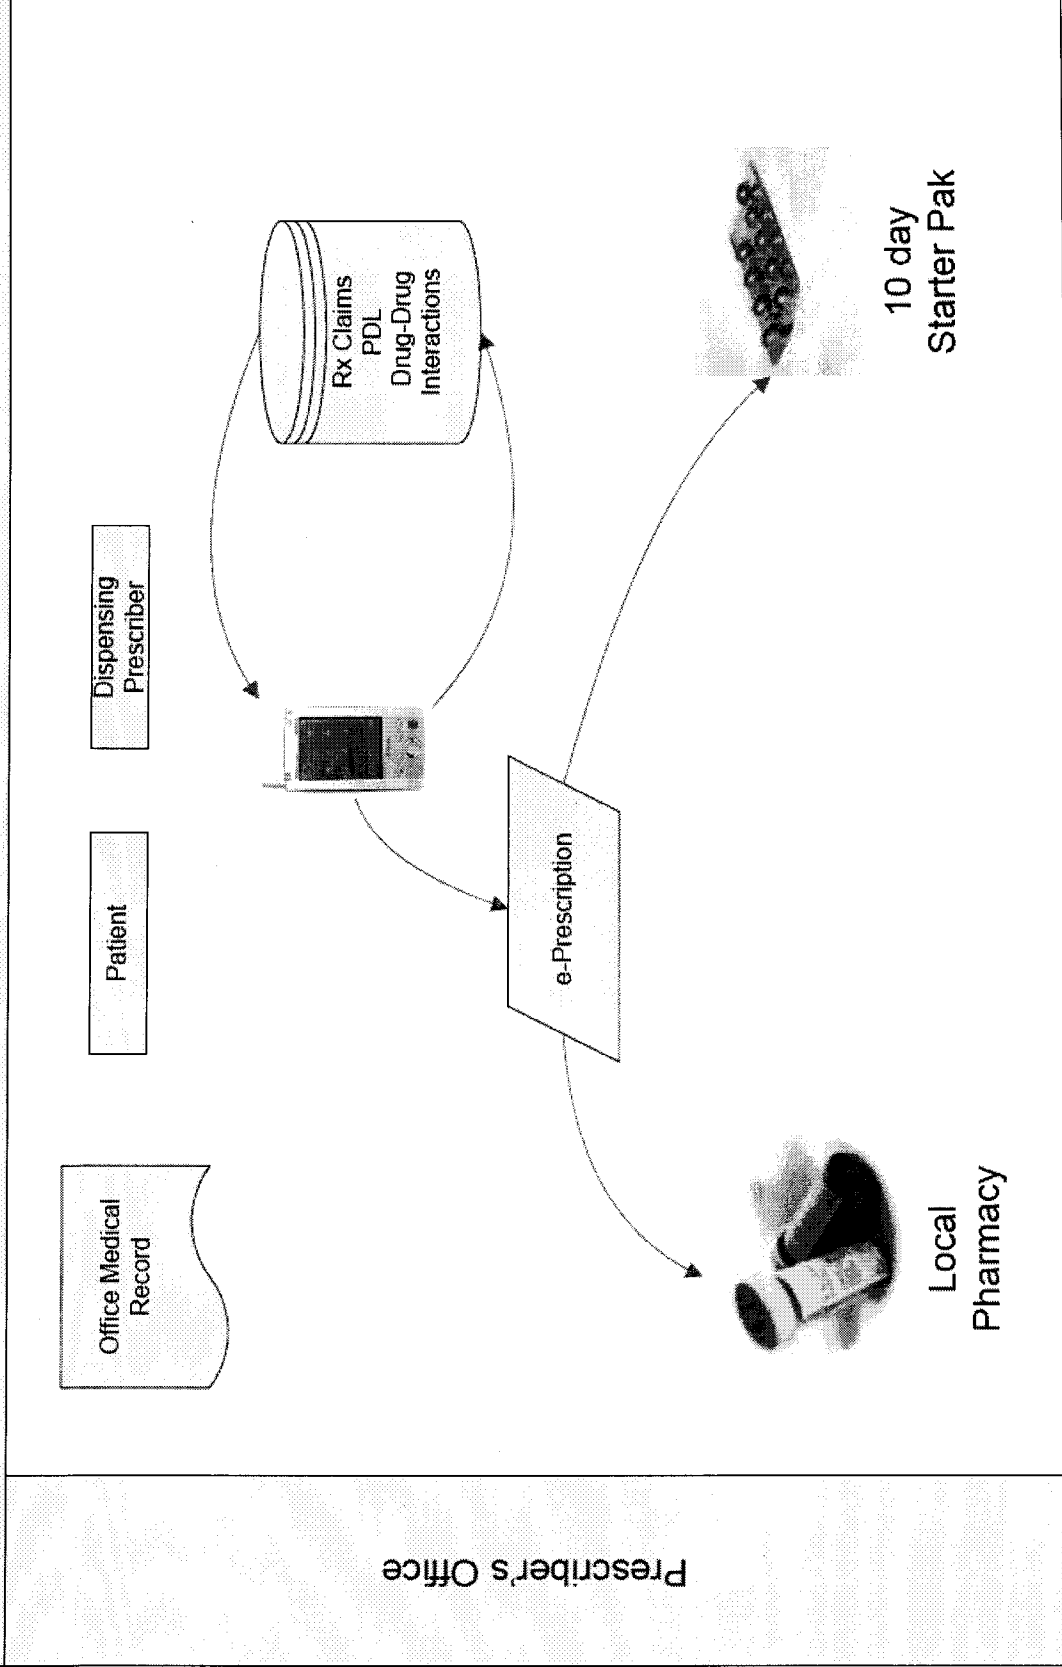 Prescriber's Office
Office Medical
Record
Patient
Dispensing
Prescriber
Rx Claims
PDL
Drug-Drug
Interactions
e-Prescription
Local
Pharmacy
10 day
Starter Pak